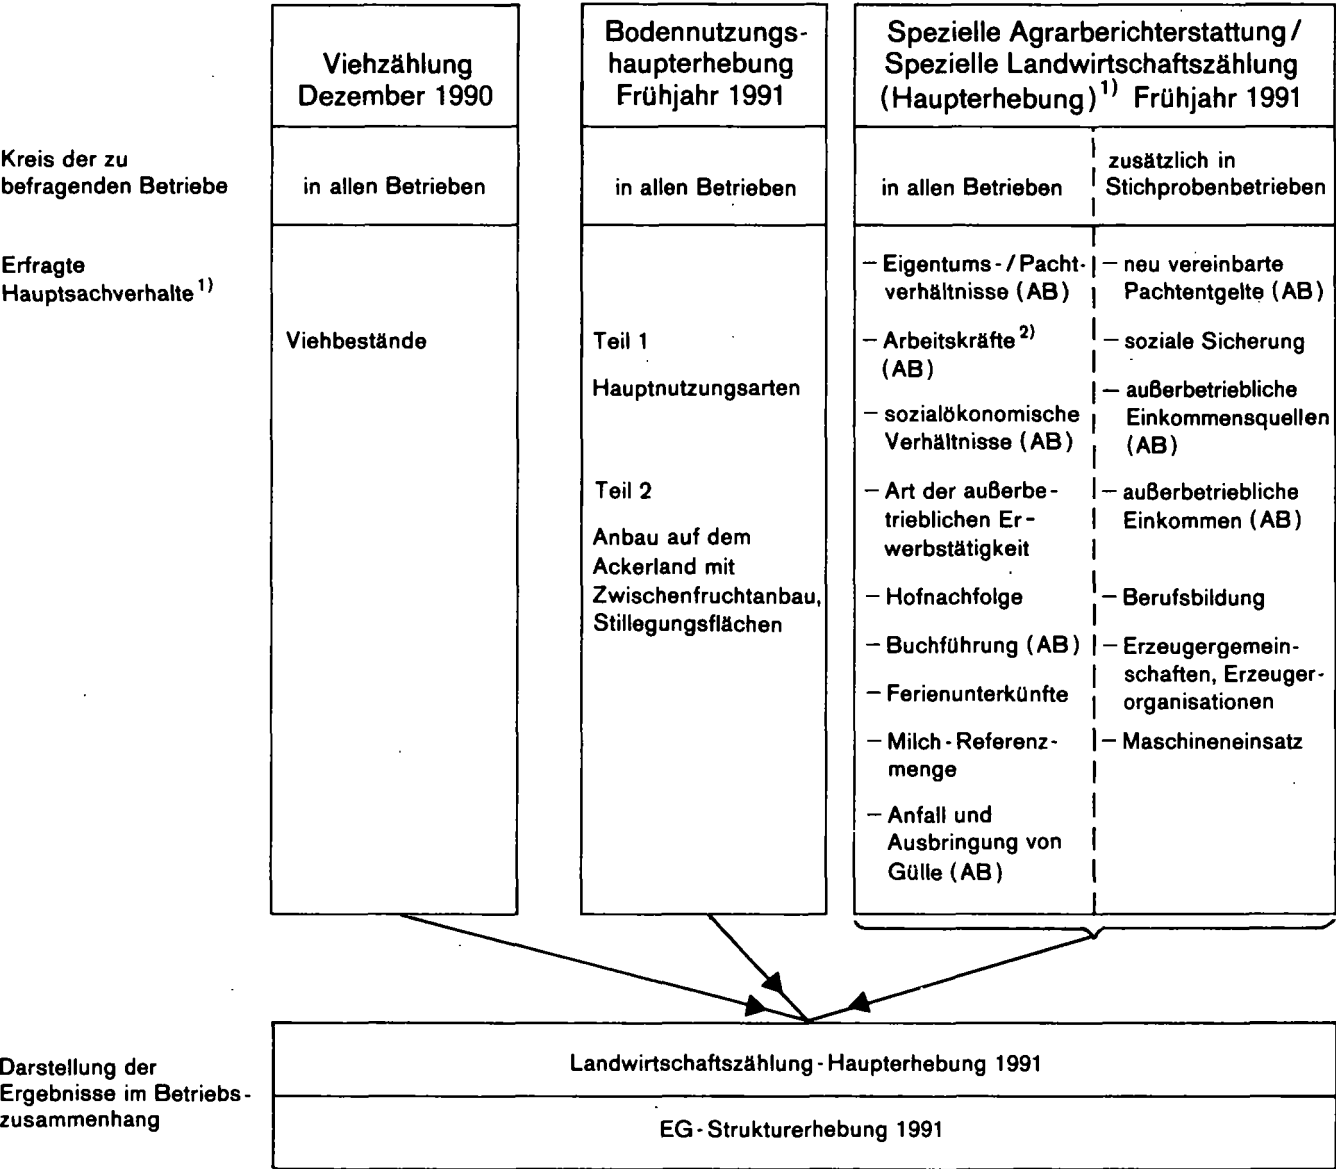 Viehzählung
Dezember 1990
Bodennutzungs-
haupterhebung
Frühjahr 1991
Spezielle Agrarberichterstattung /
Spezielle Landwirtschaftszählung
(Haupterhebung)1) Frühjahr 1991
Kreis der zu
befragenden Betriebe
in allen Betrieben
in allen Betrieben
in allen Betrieben
zusätzlich in
Stichprobenbetrieben
Erfragte
Hauptsachverhalte1)
Viehbestände
Teil 1
Hauptnutzungsarten
Teil 2
Anbau auf dem
Ackerland mit
Zwischenfruchtanbau,
Stillegungsflächen
– Eigentums-/Pacht-
verhältnisse (AB)
– Arbeitskräfte2)
(AB)
– sozialökonomische
Verhältnisse (AB)
– Art der außerbe-
trieblichen Er-
werbstätigkeit
– Hofnachfolge
– Buchführung (AB)
– Ferienunterkünfte
– Milch-Referenz-
menge
– Anfall und
Ausbringung von
Gülle (AB)
– neu vereinbarte
Pachtentgelte (AB)
– soziale Sicherung
– außerbetriebliche
Einkommensquellen
(AB)
– außerbetriebliche
Einkommen (AB)
– Berufsbildung
– Erzeugergemein-
schaften, Erzeuger-
organisationen
– Maschineneinsatz
Darstellung der
Ergebnisse im Betriebs-
zusammenhang
Landwirtschaftszählung-Haupterhebung 1991
EG-Strukturerhebung 1991